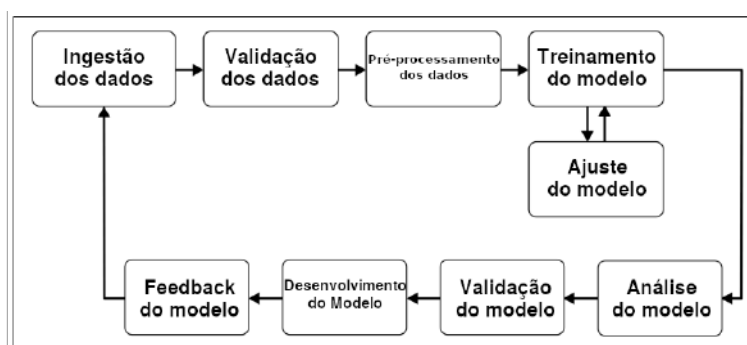 Ingestão
dos dados
Validação
dos dados
Pré-processamento
dos dados
Treinamento
do modelo
Ajuste
do modelo
Feedback
do modelo
Desenvolvimento
do Modelo
Validação
do modelo
Análise
do modelo